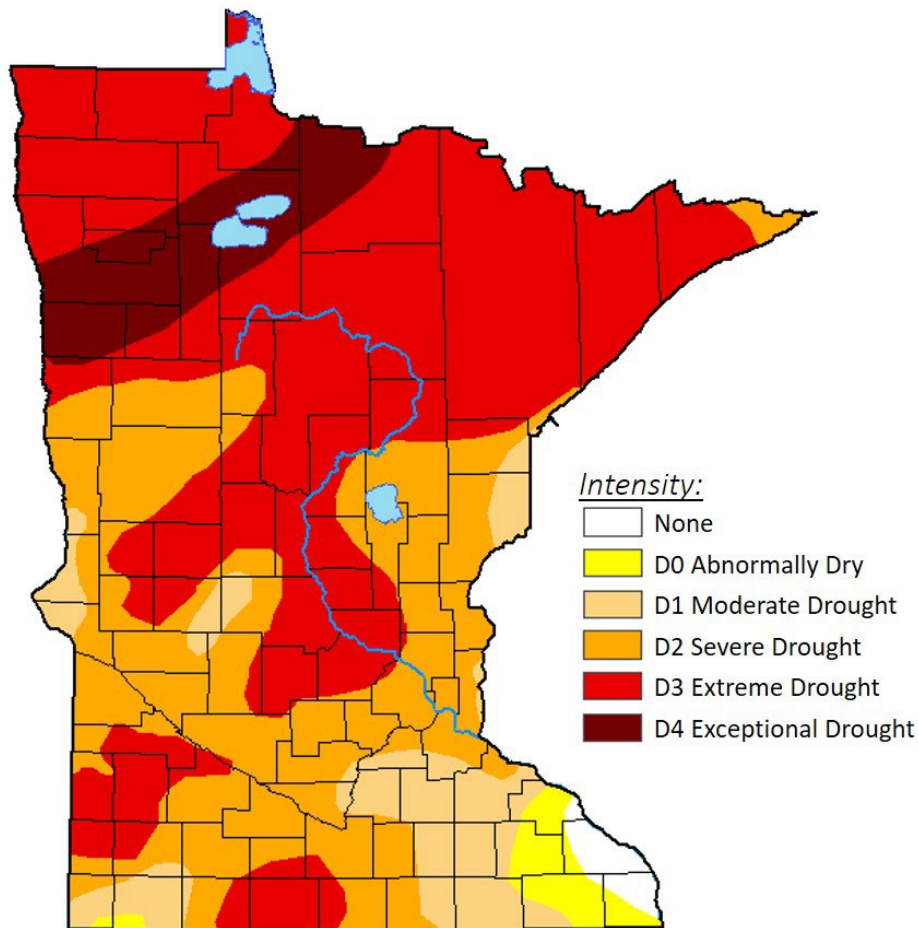 Intensity:
None
D0 Abnormally Dry
D1 Moderate Drought
D2 Severe Drought
D3 Extreme Drought
D4 Exceptional Drought